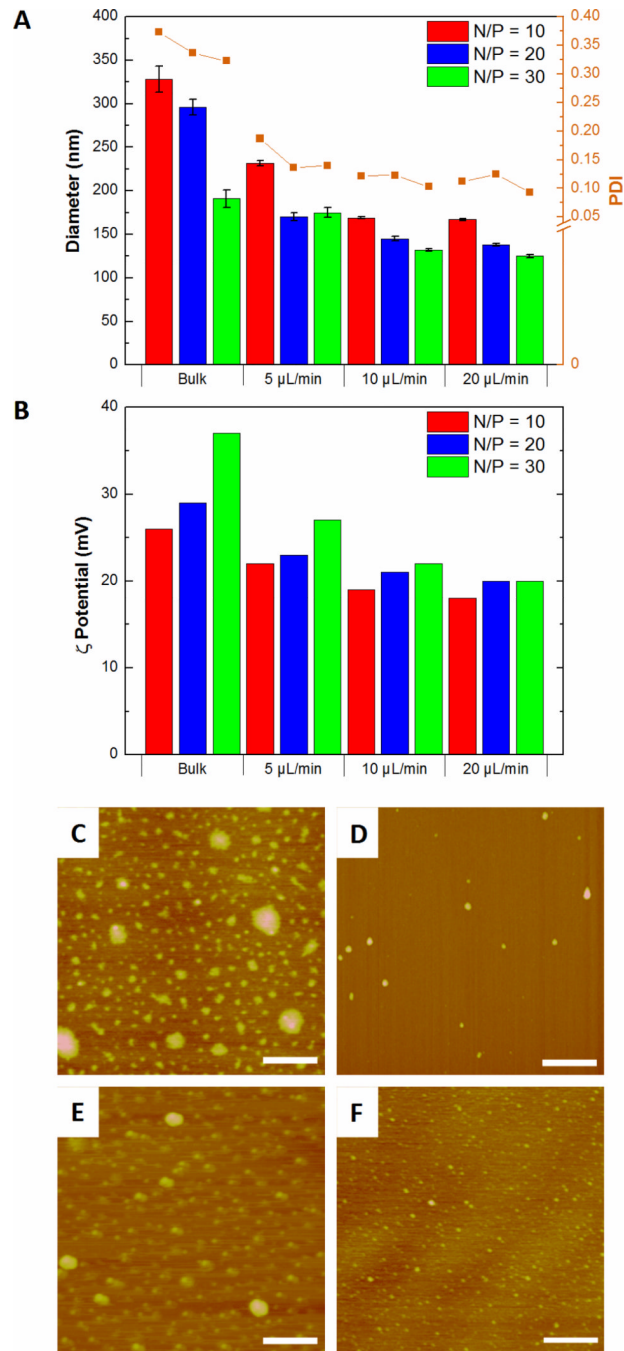 A
N/P = 10
N/P = 20
N/P = 30
Diameter (nm)
400
350
300
250
200
150
100
50
0
PDI
0.40
0.35
0.30
0.25
0.20
0.15
0.10
0.05
0
Bulk 5 µL/min 10 µL/min 20 µL/min
B
N/P = 10
N/P = 20
N/P = 30
ζ Potential (mV)
40
30
20
10
0
Bulk 5 µL/min 10 µL/min 20 µL/min
C
D
E
F